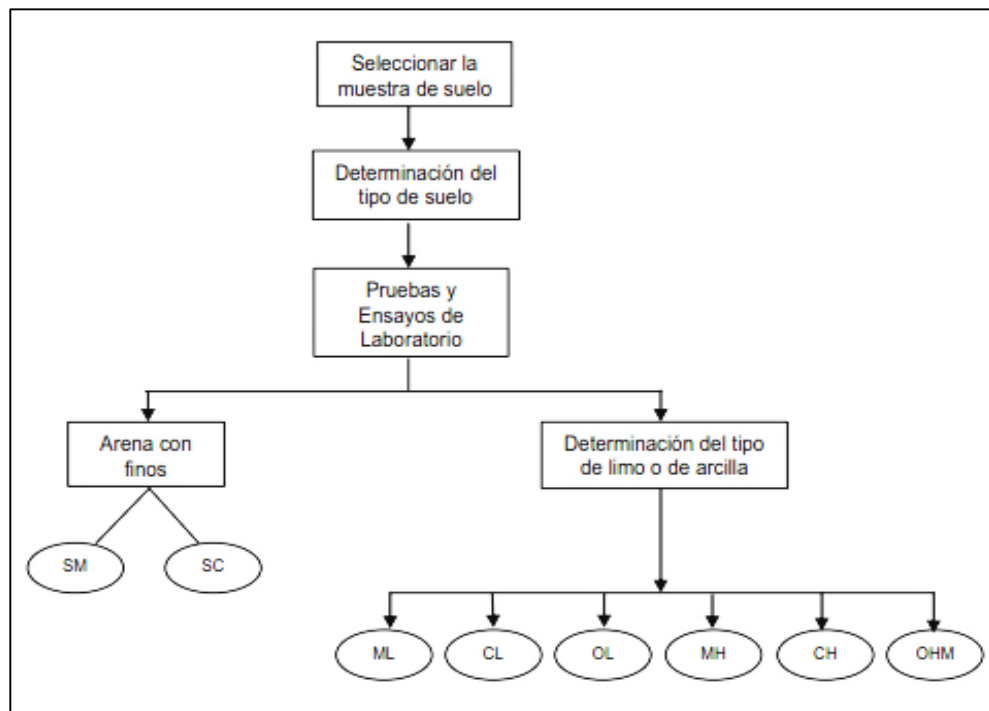 Seleccionar la
muestra de suelo
Determinación del
tipo de suelo
Pruebas y
Ensayos de
Laboratorio
Arena con
finos
Determinación del tipo
de limo o de arcilla
SM
SC
ML
CL
OL
MH
CH
OHM